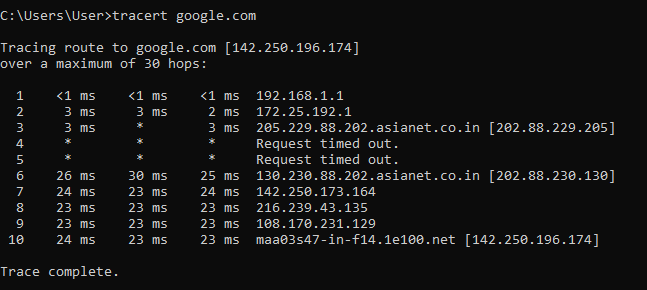 C:\Users\User>tracert google.com
Tracing route to google.com [142.250.196.174]
over a maximum of 30 hops:
1 <1 ms <1 ms <1 ms 192.168.1.1
2 3 ms 3 ms 2 ms 172.25.192.1
3 3 ms * 3 ms 205.229.88.202.asianet.co.in [202.88.229.205]
4 * * * Request timed out.
5 * * * Request timed out.
6 26 ms 30 ms 25 ms 130.230.88.202.asianet.co.in [202.88.230.130]
7 24 ms 23 ms 24 ms 142.250.173.164
8 23 ms 23 ms 23 ms 216.239.43.135
9 23 ms 23 ms 23 ms 108.170.231.129
10 24 ms 23 ms 23 ms maa03s47-in-f14.1e100.net [142.250.196.174]
Trace complete.